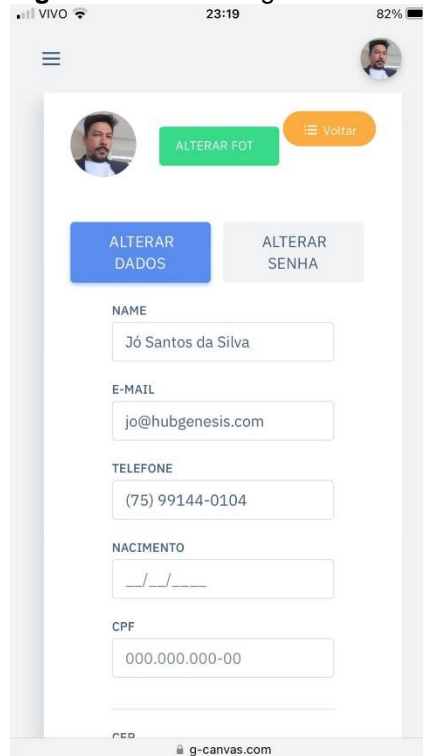 VIVO 23:19 82%
ALTERAR FOT
Voltar
ALTERAR DADOS
ALTERAR SENHA
NAME
Jó Santos da Silva
E-MAIL
jo@hubgenesis.com
TELEFONE
(75) 99144-0104
NACIMENTO
__/__/____
CPF
000.000.000-00
CEP
g-canvas.com